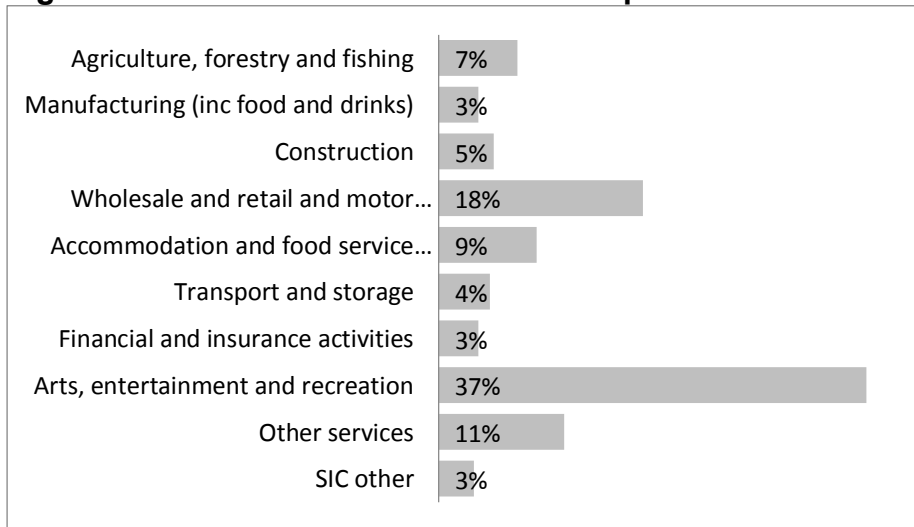 Agriculture, forestry and fishing 7%
Manufacturing (inc food and drinks) 3%
Construction 5%
Wholesale and retail and motor… 18%
Accommodation and food service… 9%
Transport and storage 4%
Financial and insurance activities 3%
Arts, entertainment and recreation 37%
Other services 11%
SIC other 3%